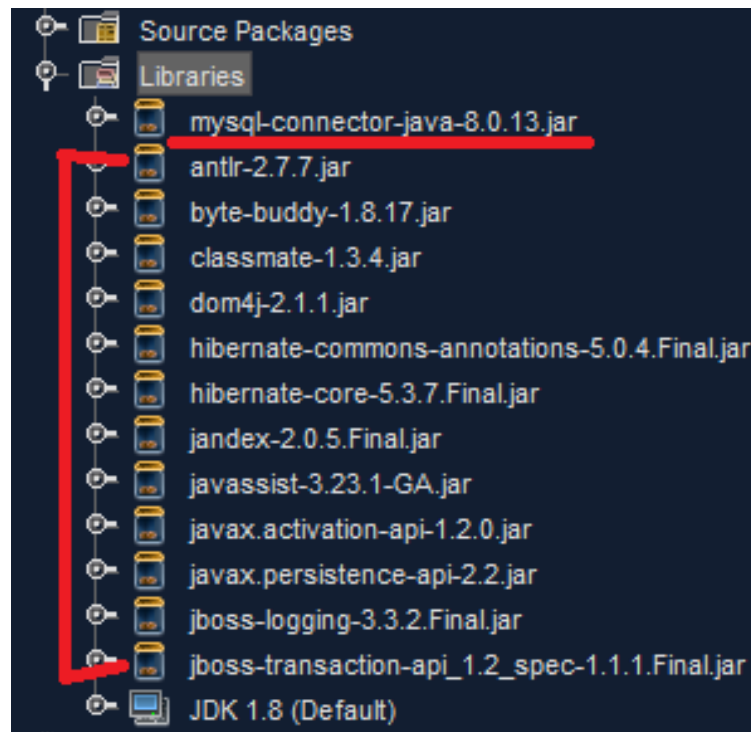 Source Packages
Libraries
mysql-connector-java-8.0.13.jar
antlr-2.7.7.jar
byte-buddy-1.8.17.jar
classmate-1.3.4.jar
dom4j-2.1.1.jar
hibernate-commons-annotations-5.0.4.Final.jar
hibernate-core-5.3.7.Final.jar
jandex-2.0.5.Final.jar
javassist-3.23.1-GA.jar
javax.activation-api-1.2.0.jar
javax.persistence-api-2.2.jar
jboss-logging-3.3.2.Final.jar
jboss-transaction-api_1.2_spec-1.1.1.Final.jar
JDK 1.8 (Default)